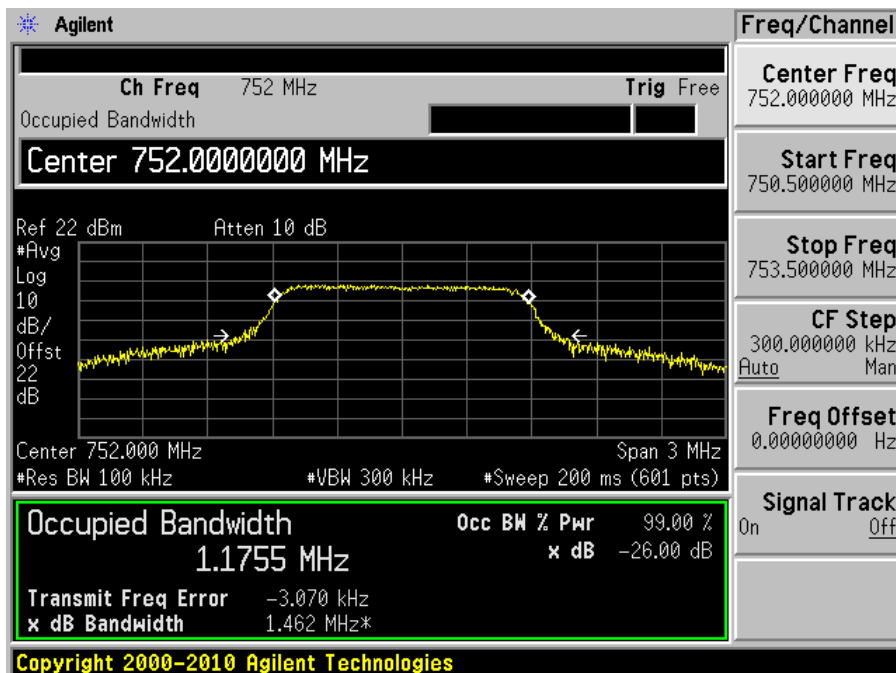 Agilent
Freq/Channel
Ch Freq 752 MHz Trig Free
Occupied Bandwidth
Center 752.0000000 MHz
Ref 22 dBm Atten 10 dB
#Avg
Log
10
dB/
Offst
22
dB
Center 752.000 MHz Span 3 MHz
#Res BW 100 kHz #VBW 300 kHz #Sweep 200 ms (601 pts)
Occupied Bandwidth Occ BW % Pwr 99.00 %
1.1755 MHz x dB -26.00 dB
Transmit Freq Error -3.070 kHz
x dB Bandwidth 1.462 MHz*
Center Freq
752.000000 MHz
Start Freq
750.500000 MHz
Stop Freq
753.500000 MHz
CF Step
300.000000 kHz
Auto Man
Freq Offset
0.00000000 Hz
Signal Track
On Off
Copyright 2000-2010 Agilent Technologies